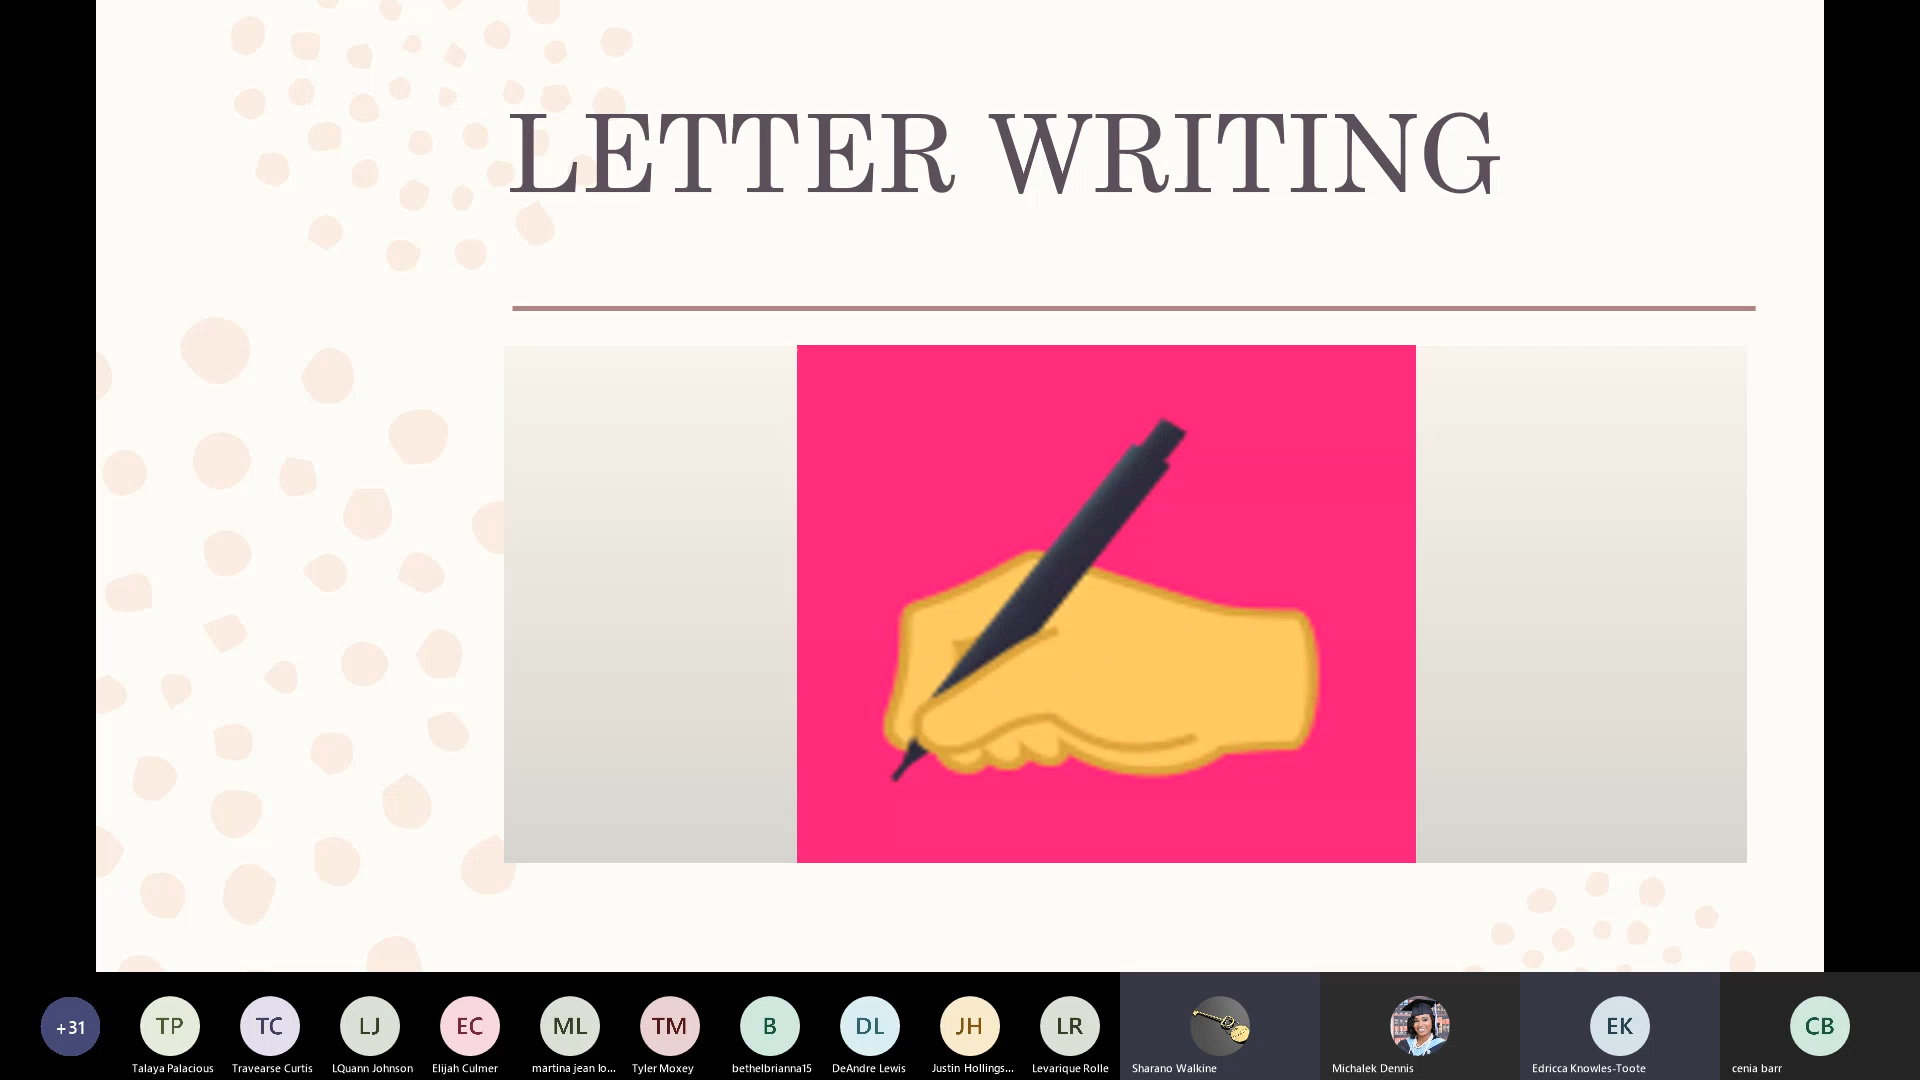 LETTER WRITING
+31
TP
TC
LJ
EC
ML
TM
B
DL
JH
LR
EK
CB
Talaya Palacious
Travearse Curtis
LQuann Johnson
Elijah Culmer
martina jean lo...
Tyler Moxey
bethelbrianna15
DeAndre Lewis
Justin Hollings...
Levarique Rolle
Sharano Walkine
Michalek Dennis
Edricca Knowles-Toote
cenia barr